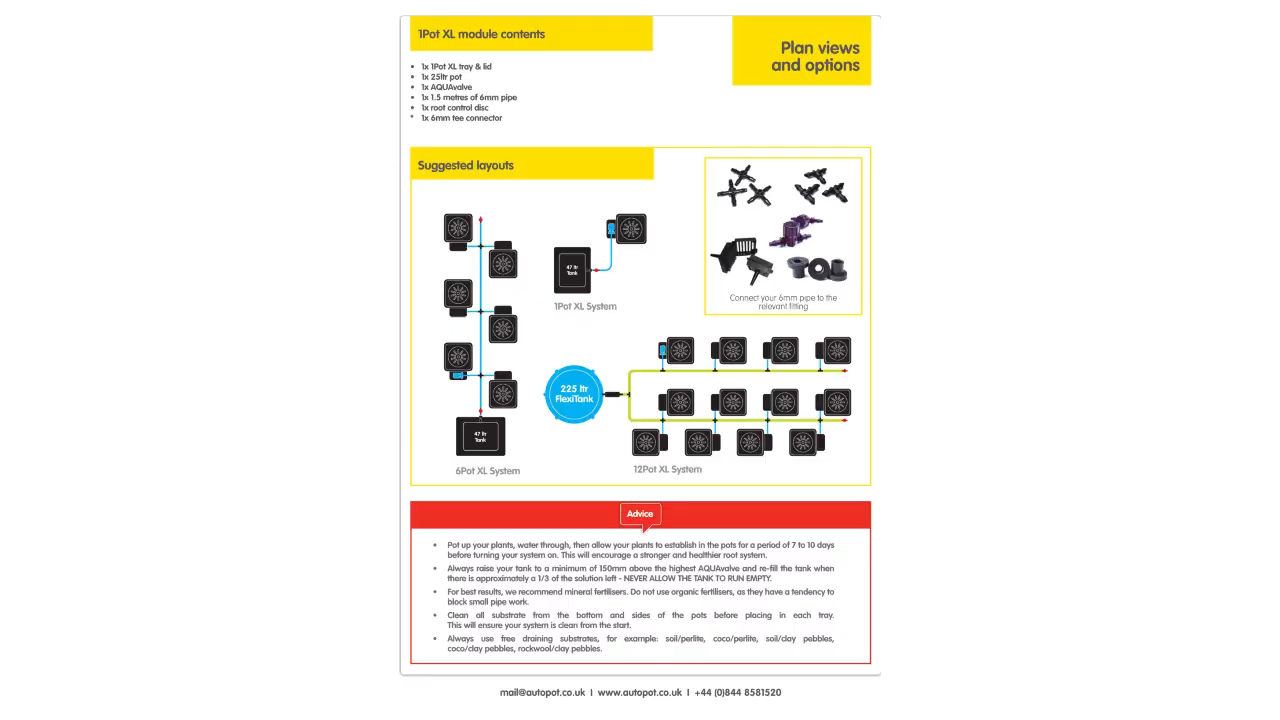 1Pot XL module contents
Plan views
and options
• 1x 1Pot XL tray & lid
• 1x 25ltr pot
• 1x AQUAvalve
• 1x 1.5 metres of 6mm pipe
• 1x root control disc
• 1x 6mm tee connector
Suggested layouts
47 ltr
Tank
1Pot XL System
Connect your 6mm pipe to the
relevant fitting
225 ltr
FlexiTank
47 ltr
Tank
6Pot XL System
12Pot XL System
Advice
• Pot up your plants, water through, then allow your plants to establish in the pots for a period of 7 to 10 days
before turning your system on. This will encourage a stronger and healthier root system.
• Always raise your tank to a minimum of 150mm above the highest AQUAvalve and re-fill the tank when
there is approximately a 1/3 of the solution left - NEVER ALLOW THE TANK TO RUN EMPTY.
• For best results, we recommend mineral fertilisers. Do not use organic fertilisers, as they have a tendency to
block small pipe work.
• Clean all substrate from the bottom and sides of the pots before placing in each tray.
This will ensure your system is clean from the start.
• Always use free draining substrates, for example: soil/perlite, coco/perlite, soil/clay pebbles,
coco/clay pebbles, rockwool/clay pebbles.
mail@autopot.co.uk I www.autopot.co.uk I +44 (0)844 8581520